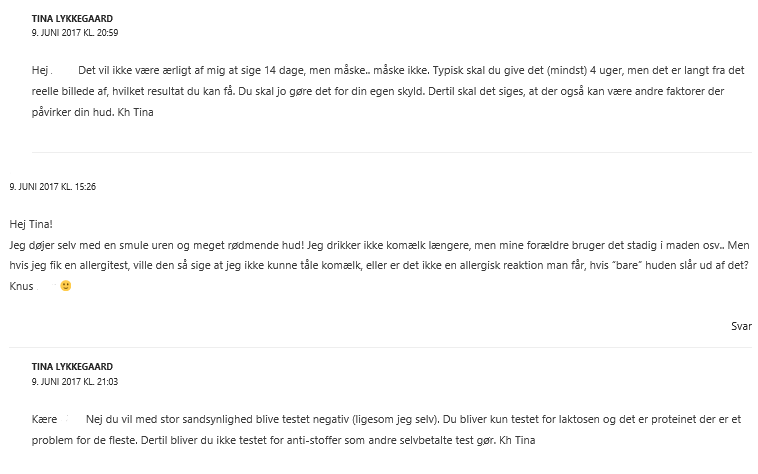 TINA LYKKEGAARD
9. JUNI 2017 KL. 20:59
Hej Det vil ikke være ærligt af mig at sige 14 dage, men måske.. måske ikke. Typisk skal du give det (mindst) 4 uger, men det er langt fra det
reelle billede af, hvilket resultat du kan få. Du skal jo gøre det for din egen skyld. Dertil skal det siges, at der også kan være andre faktorer der
påvirker din hud. Kh Tina
9. JUNI 2017 KL. 15:26
Hej Tina!
Jeg døjer selv med en smule uren og meget rødmende hud! Jeg drikker ikke komælk længere, men mine forældre bruger det stadig i maden osv.. Men
hvis jeg fik en allergitest, ville den så sige at jeg ikke kunne tåle komælk, eller er det ikke en allergisk reaktion man får, hvis “bare” huden slår ud af det?
Knus 🙂
Svar
TINA LYKKEGAARD
9. JUNI 2017 KL. 21:03
Kære Nej du vil med stor sandsynlighed blive testet negativ (ligesom jeg selv). Du bliver kun testet for laktosen og det er proteinet der er et
problem for de fleste. Dertil bliver du ikke testet for anti-stoffer som andre selvbetalte test gør. Kh Tina